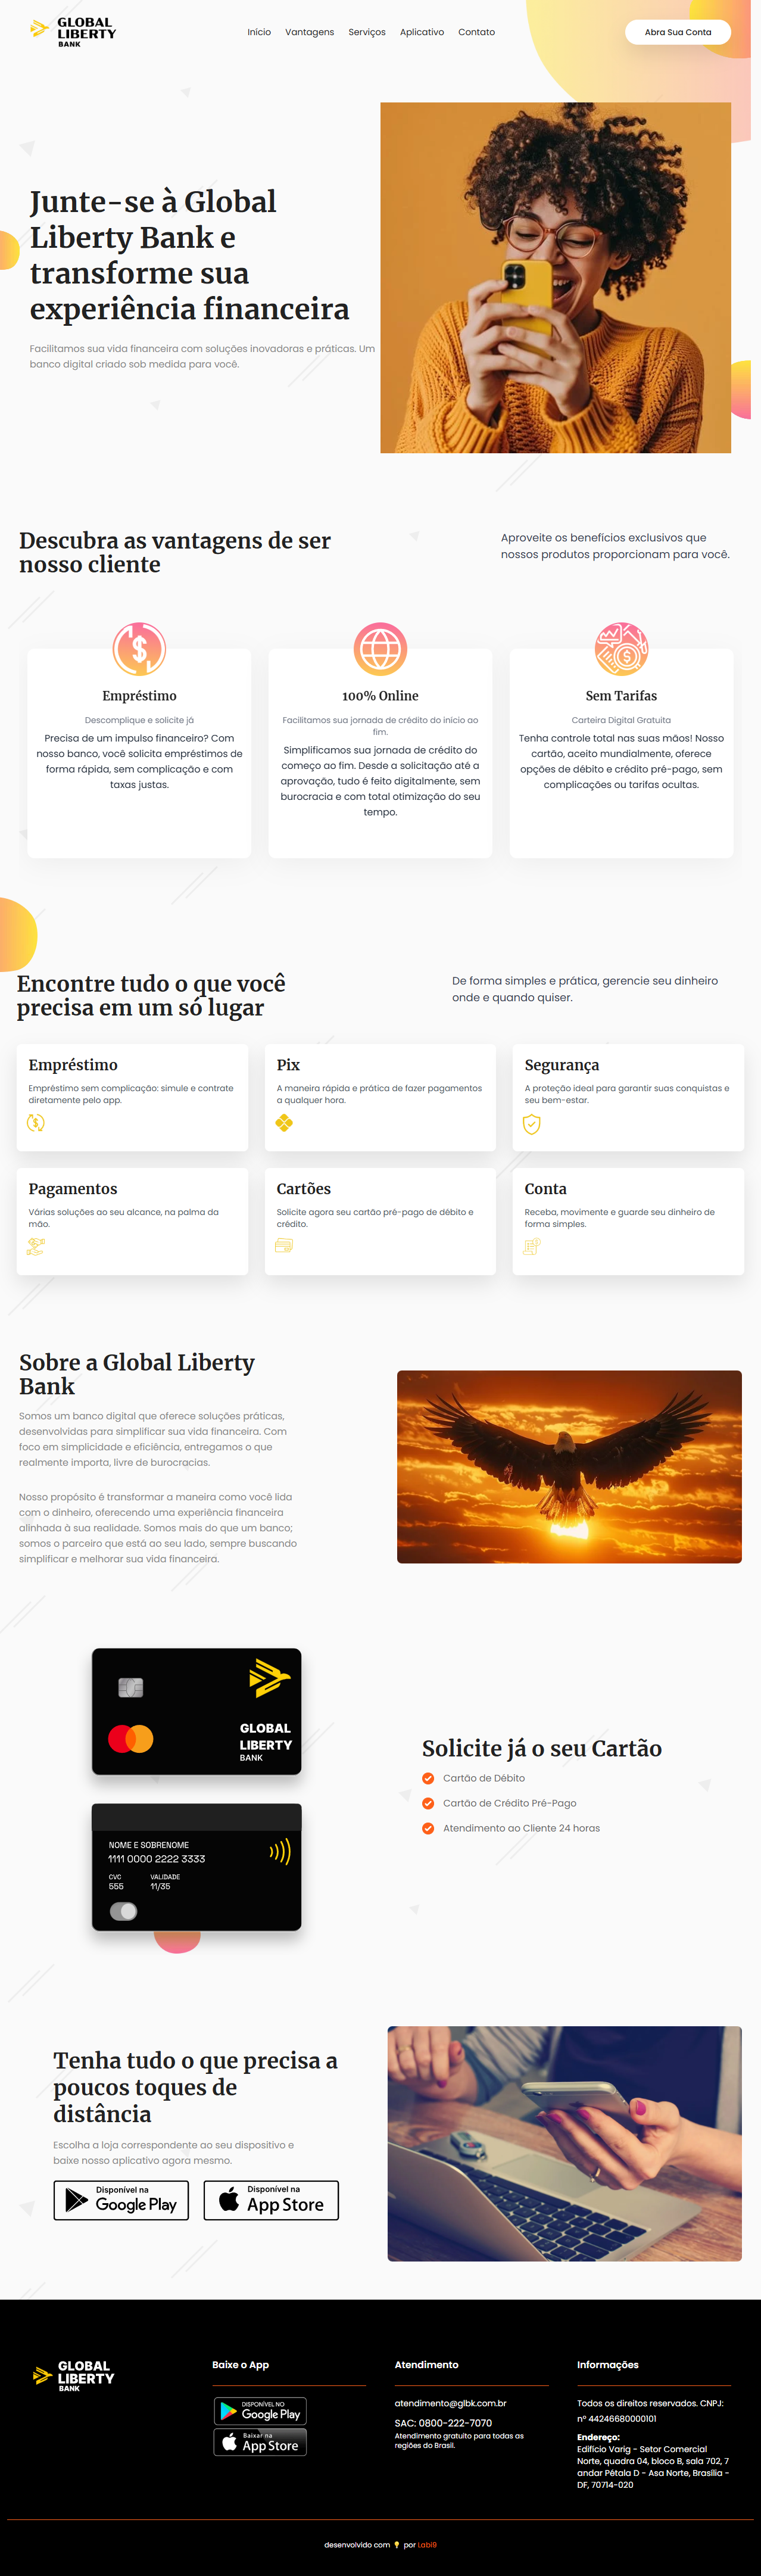 GLOBAL
LIBERTY
BANK
Início
Vantagens
Serviços
Aplicativo
Contato
Abra Sua Conta
Junte-se à Global
Liberty Bank e
transforme sua
experiência financeira
Facilitamos sua vida financeira com soluções inovadoras e práticas. Um
banco digital criado sob medida para você.
Descubra as vantagens de ser
nosso cliente
Aproveite os benefícios exclusivos que
nossos produtos proporcionam para você.
Empréstimo
Descomplique e solicite já
Precisa de um impulso financeiro? Com
nosso banco, você solicita empréstimos de
forma rápida, sem complicação e com
taxas justas.
100% Online
Facilitamos sua jornada de crédito do inicio ao
fim.
Simplificamos sua jornada de crédito do
começo ao fim. Desde a solicitação até a
aprovação, tudo é feito digitalmente, sem
burocracia e com total otimização do seu
tempo.
Sem Tarifas
Carteira Digital Gratuita
Tenha controle total nas suas mãos! Nosso
cartão, aceito mundialmente, oferece
opções de débito e crédito pré-pago, sem
complicações ou tarifas ocultas.
Encontre tudo o que você
precisa em um só lugar
De forma simples e prática, gerencie seu dinheiro
onde e quando quiser.
Empréstimo
Empréstimo sem complicação: simule e contrate
diretamente pelo app.
Pix
A maneira rápida e prática de fazer pagamentos
a qualquer hora.
Segurança
A proteção ideal para garantir suas conquistas e
seu bem-estar.
Pagamentos
Várias soluções ao seu alcance, na palma da
mão.
Cartões
Solicite agora seu cartão pré-pago de débito e
crédito.
Conta
Receba, movimente e guarde seu dinheiro de
forma simples.
Sobre a Global Liberty
Bank
Somos um banco digital que oferece soluções práticas,
desenvolvidas para simplificar sua vida financeira. Com
foco em simplicidade e eficiência, entregamos o que
realmente importa, livre de burocracias.
Nosso propósito é transformar a maneira como você lida
com o dinheiro, oferecendo uma experiência financeira
alinhada à sua realidade. Somos mais do que um banco;
somos o parceiro que está ao seu lado, sempre buscando
simplificar e melhorar sua vida financeira.
GLOBAL
LIBERTY
BANK
NOME E SOBRENOME
1111 0000 2222 3333
CVC
555
VALIDADE
11/35
Solicite já o seu Cartão
Cartão de Débito
Cartão de Crédito Pré-Pago
Atendimento ao Cliente 24 horas
Tenha tudo o que precisa a
poucos toques de
distância
Escolha a loja correspondente ao seu dispositivo e
baixe nosso aplicativo agora mesmo.
Disponível na
Google Play
Disponível na
App Store
GLOBAL
LIBERTY
BANK
Baixe o App
DISPONÍVEL NO
Google Play
Baixar na
App Store
Atendimento
atendimento@glbk.com.br
SAC: 0800-222-7070
Atendimento gratuito para todas as
regiões do Brasil.
Informações
Todos os direitos reservados. CNPJ:
nº 44246680000101
Endereço:
Edifício Varig - Setor Comercial
Norte, quadra 04, bloco B, sala 702, 7
andar Pétala D - Asa Norte, Brasília -
DF, 70714-020
desenvolvido com 💡 por Labi9